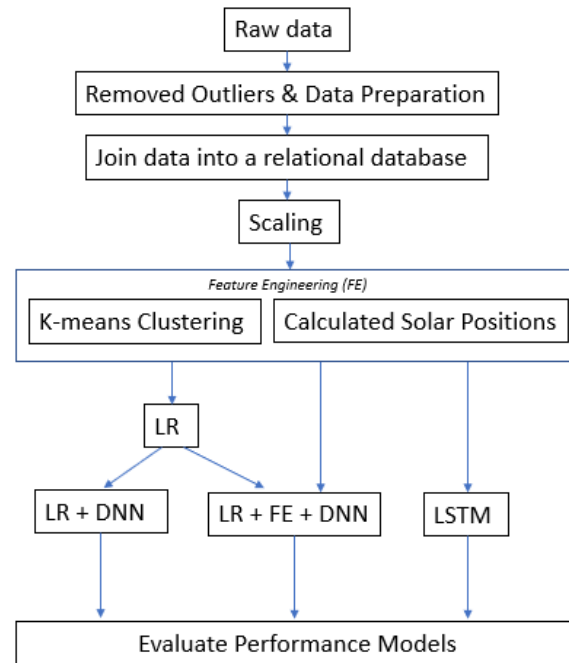 Raw data
Removed Outliers & Data Preparation
Join data into a relational database
Scaling
Feature Engineering (FE)
K-means Clustering
Calculated Solar Positions
LR
LR + DNN
LR + FE + DNN
LSTM
Evaluate Performance Models